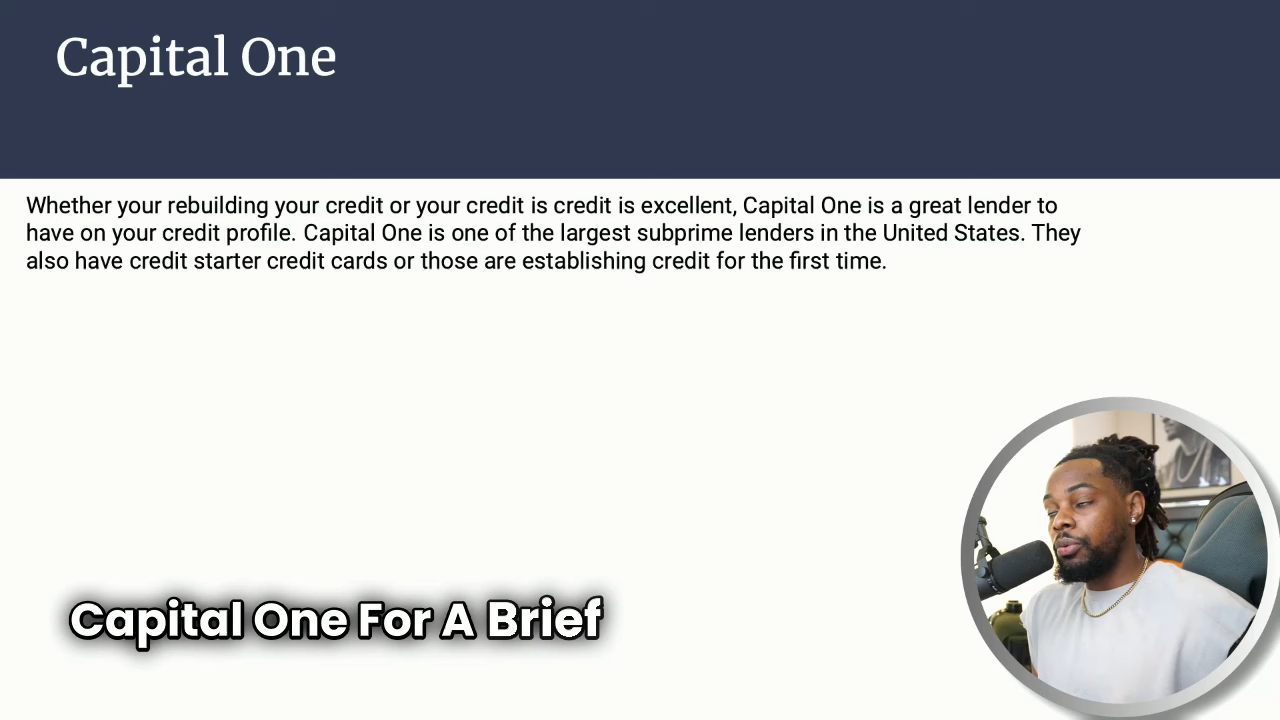 Capital One
Whether your rebuilding your credit or your credit is credit is excellent, Capital One is a great lender to
have on your credit profile. Capital One is one of the largest subprime lenders in the United States. They
also have credit starter credit cards or those are establishing credit for the first time.
Capital One For A Brief